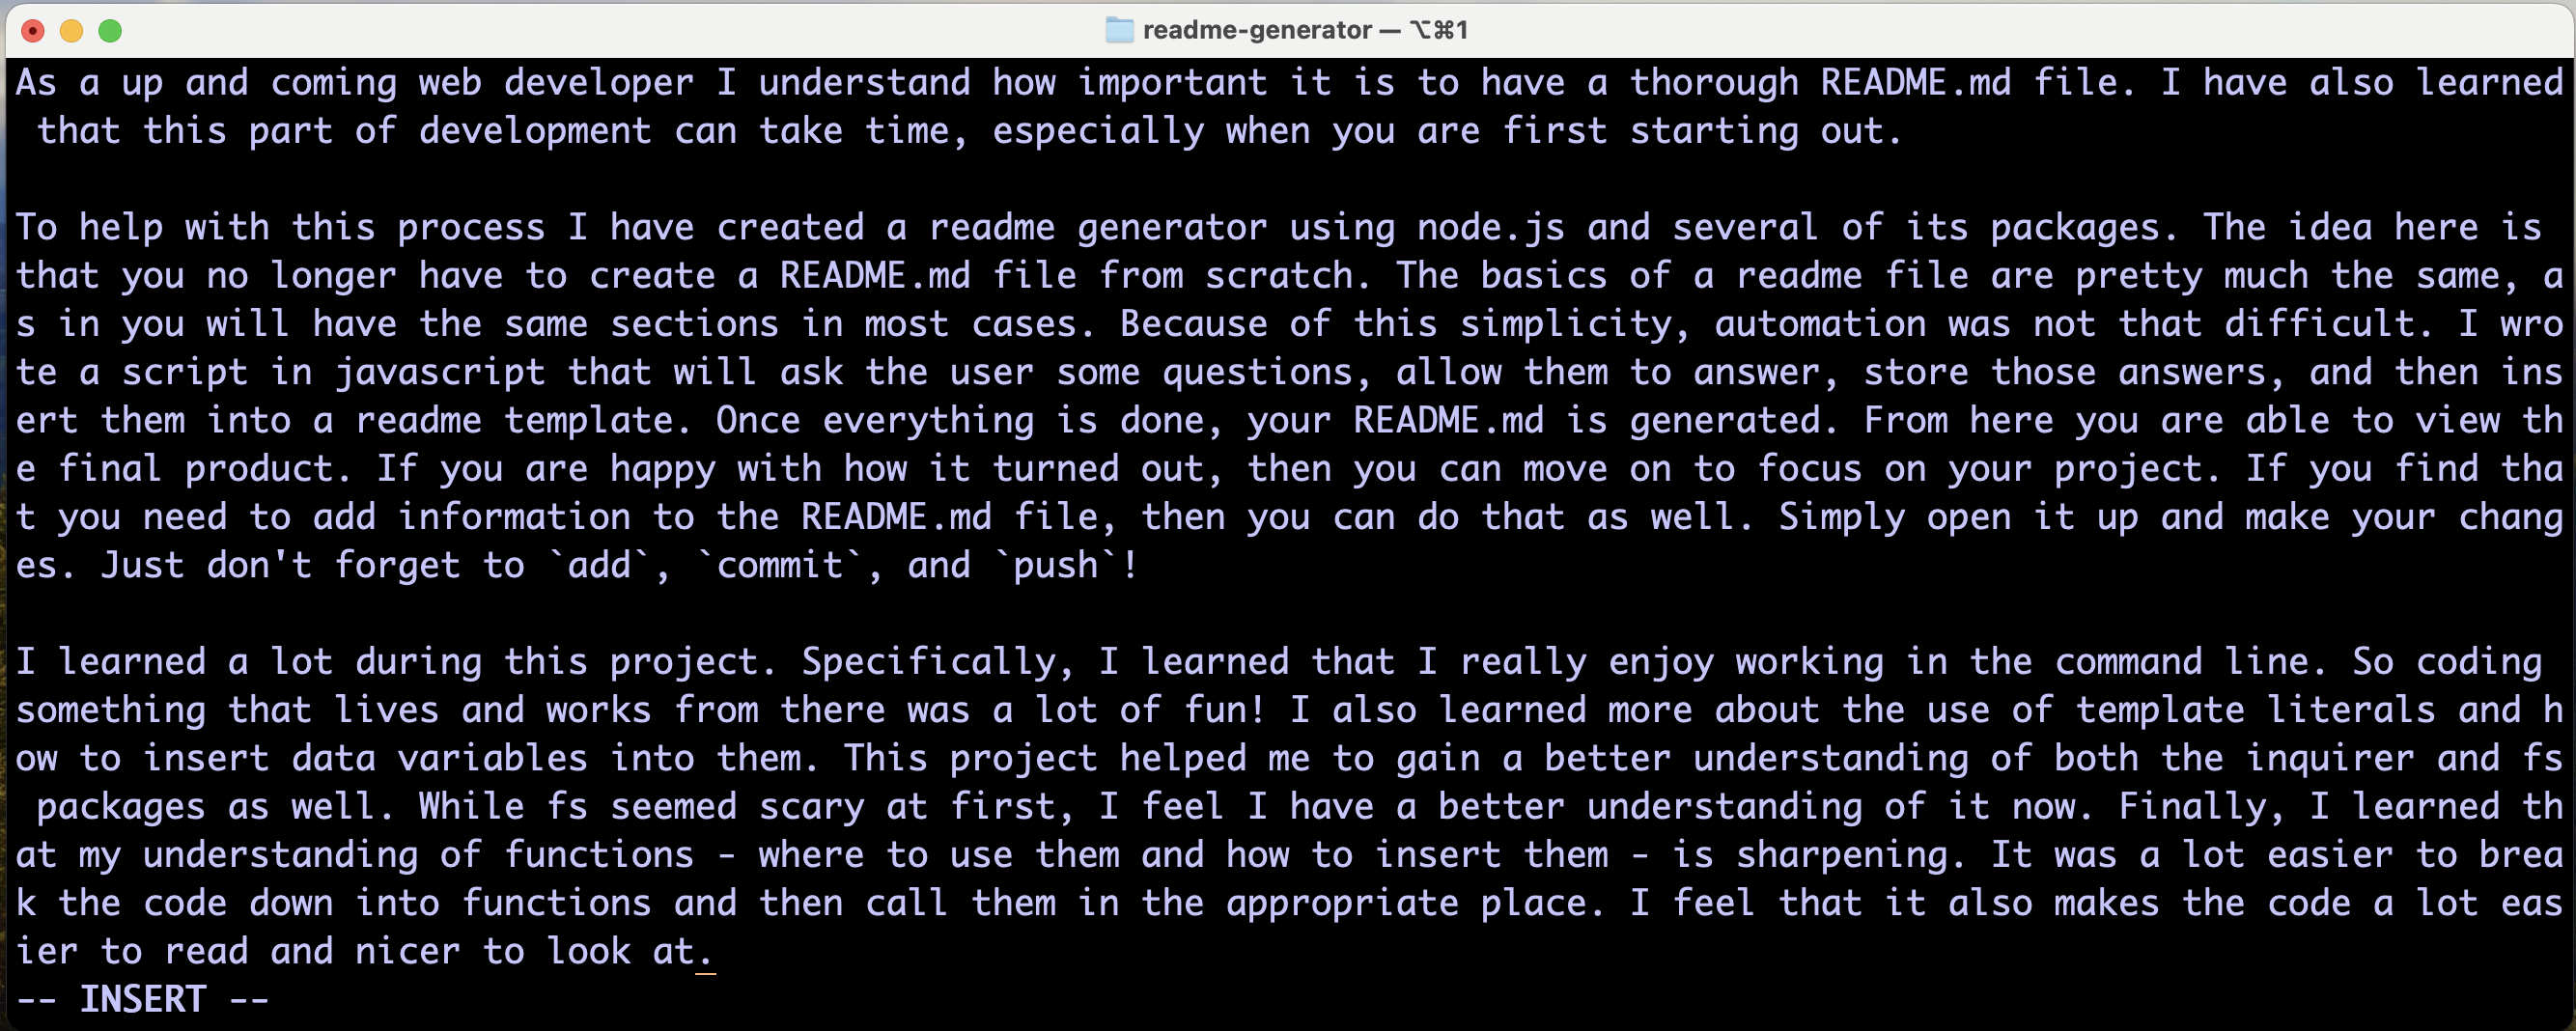 readme-generator — ⌥⌘1
As a up and coming web developer I understand how important it is to have a thorough README.md file. I have also learned
that this part of development can take time, especially when you are first starting out.
To help with this process I have created a readme generator using node.js and several of its packages. The idea here is
that you no longer have to create a README.md file from scratch. The basics of a readme file are pretty much the same, a
s in you will have the same sections in most cases. Because of this simplicity, automation was not that difficult. I wro
te a script in javascript that will ask the user some questions, allow them to answer, store those answers, and then ins
ert them into a readme template. Once everything is done, your README.md is generated. From here you are able to view th
e final product. If you are happy with how it turned out, then you can move on to focus on your project. If you find tha
t you need to add information to the README.md file, then you can do that as well. Simply open it up and make your chang
es. Just don't forget to `add`, `commit`, and `push`!
I learned a lot during this project. Specifically, I learned that I really enjoy working in the command line. So coding
something that lives and works from there was a lot of fun! I also learned more about the use of template literals and h
ow to insert data variables into them. This project helped me to gain a better understanding of both the inquirer and fs
packages as well. While fs seemed scary at first, I feel I have a better understanding of it now. Finally, I learned th
at my understanding of functions - where to use them and how to insert them - is sharpening. It was a lot easier to brea
k the code down into functions and then call them in the appropriate place. I feel that it also makes the code a lot eas
ier to read and nicer to look at.
-- INSERT --